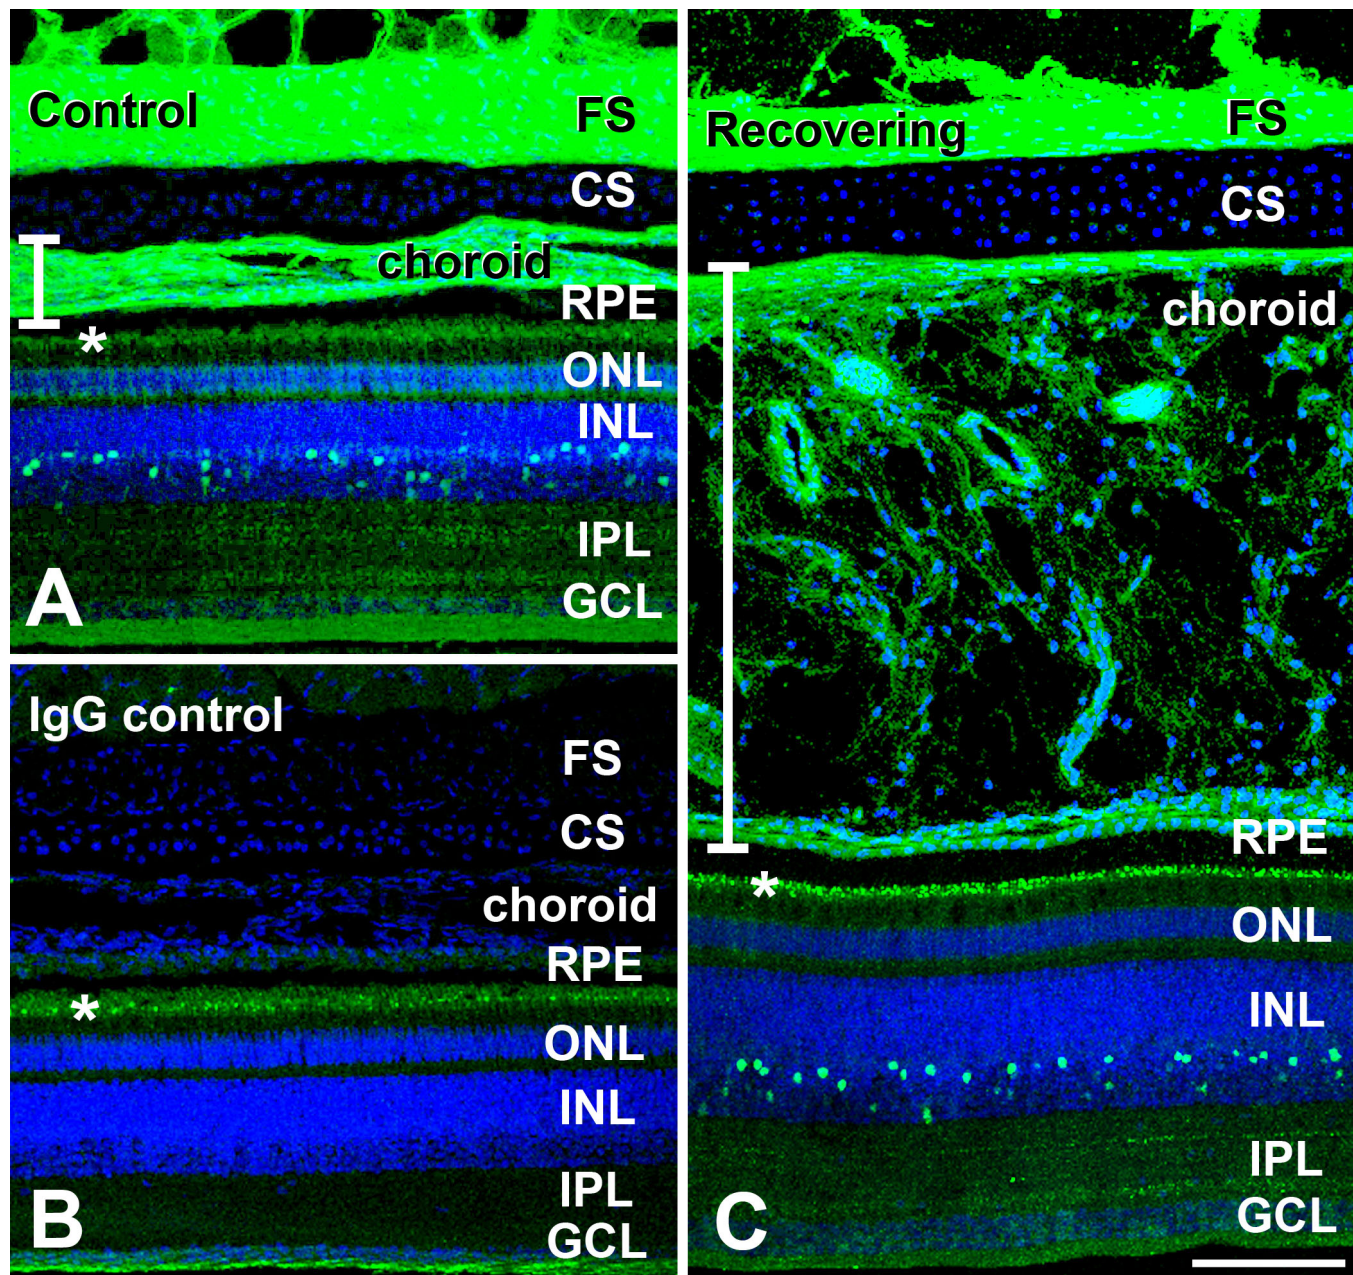 Control
FS
CS
choroid
RPE
*
ONL
INL
IPL
A
GCL
IgG control
FS
CS
choroid
RPE
*
ONL
INL
IPL
B
GCL
Recovering
FS
CS
choroid
RPE
*
ONL
INL
IPL
C
GCL